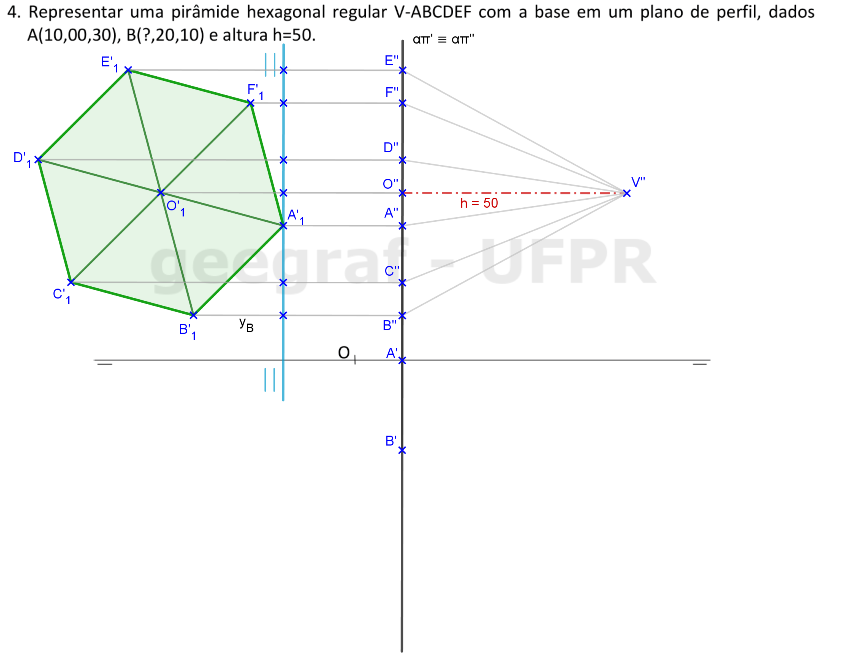 4. Representar uma pirâmide hexagonal regular V-ABCDEF com a base em um plano de perfil, dados
A(10,00,30), B(?,20,10) e altura h=50.
απ' ≡ απ''
E'₁
E''
F'₁
F''
D'₁
D''
O''
V''
O'₁
h = 50
A'₁
A''
geegraf - UFPR
C'₁
C''
B'₁
yB
B''
O
A'
B'